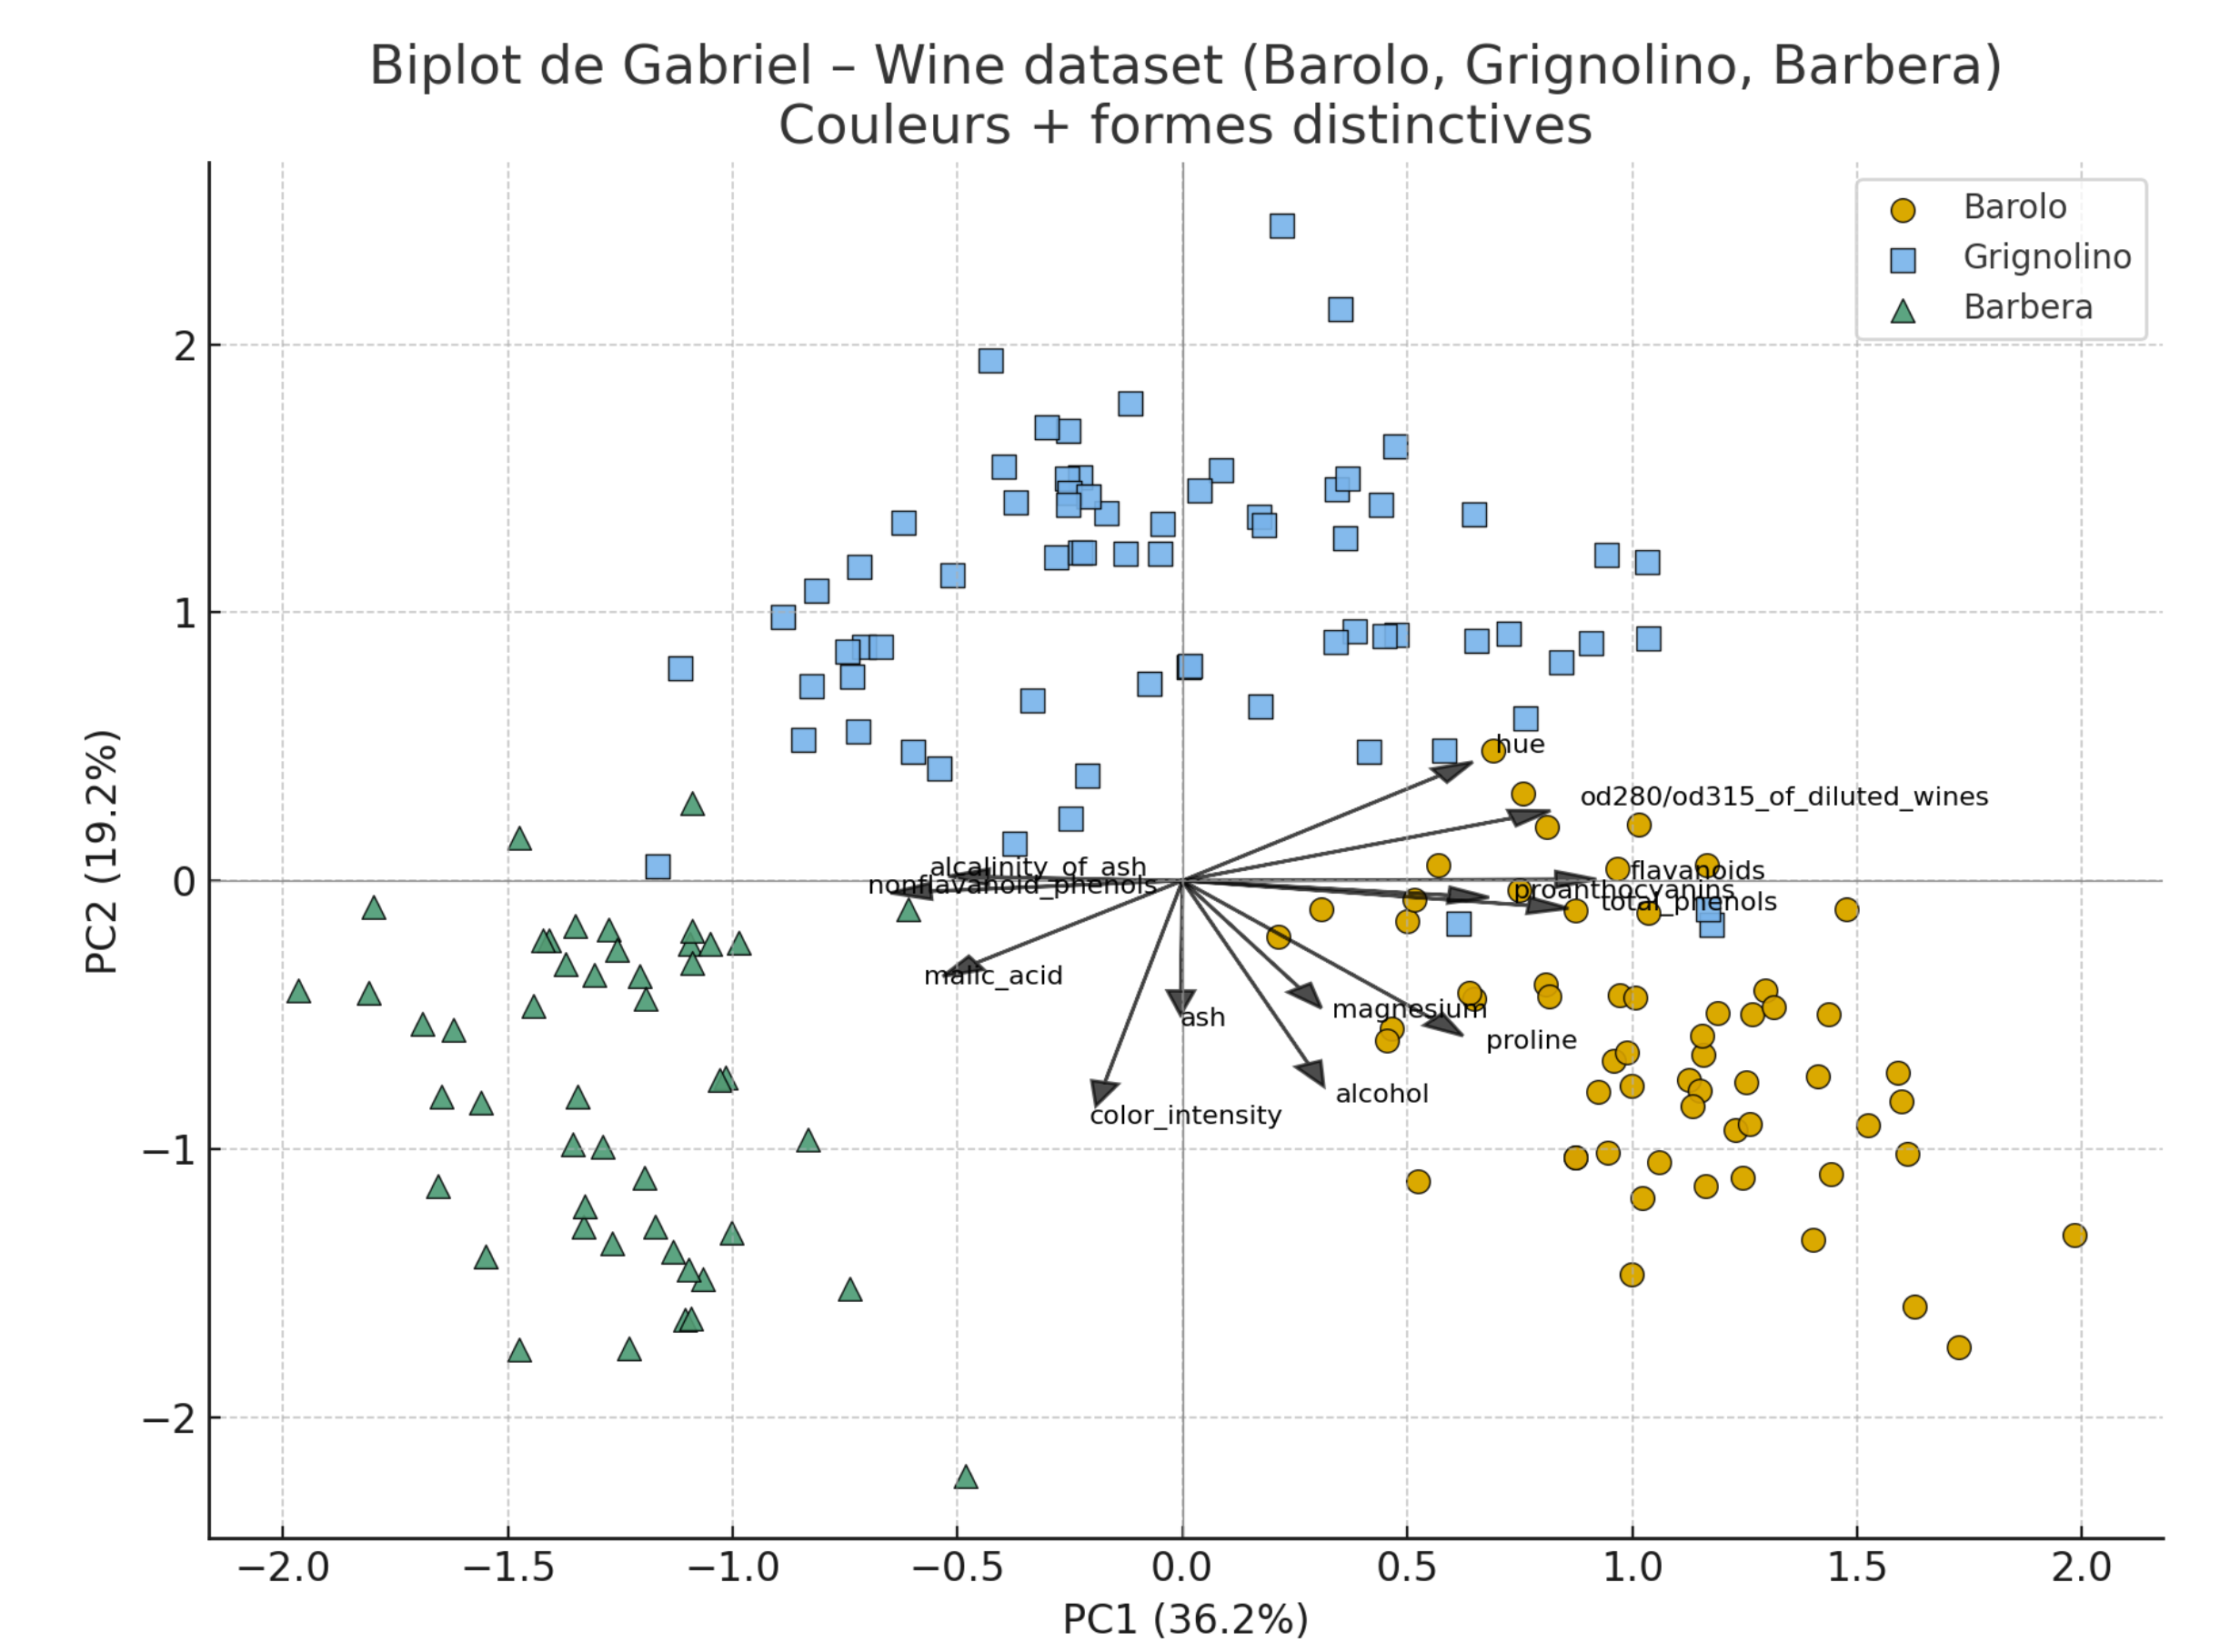 Biplot de Gabriel – Wine dataset (Barolo, Grignolino, Barbera)
Couleurs + formes distinctives
Barolo
Grignolino
Barbera
2
1
0
−1
−2
PC2 (19.2%)
hue
od280/od315_of_diluted_wines
alcalinity_of_ash
flavanoids
nonflavanoid_phenols
proanthocyanins
total_phenols
malic_acid
magnesium
ash
proline
alcohol
color_intensity
−2.0
−1.5
−1.0
−0.5
0.0
0.5
1.0
1.5
2.0
PC1 (36.2%)